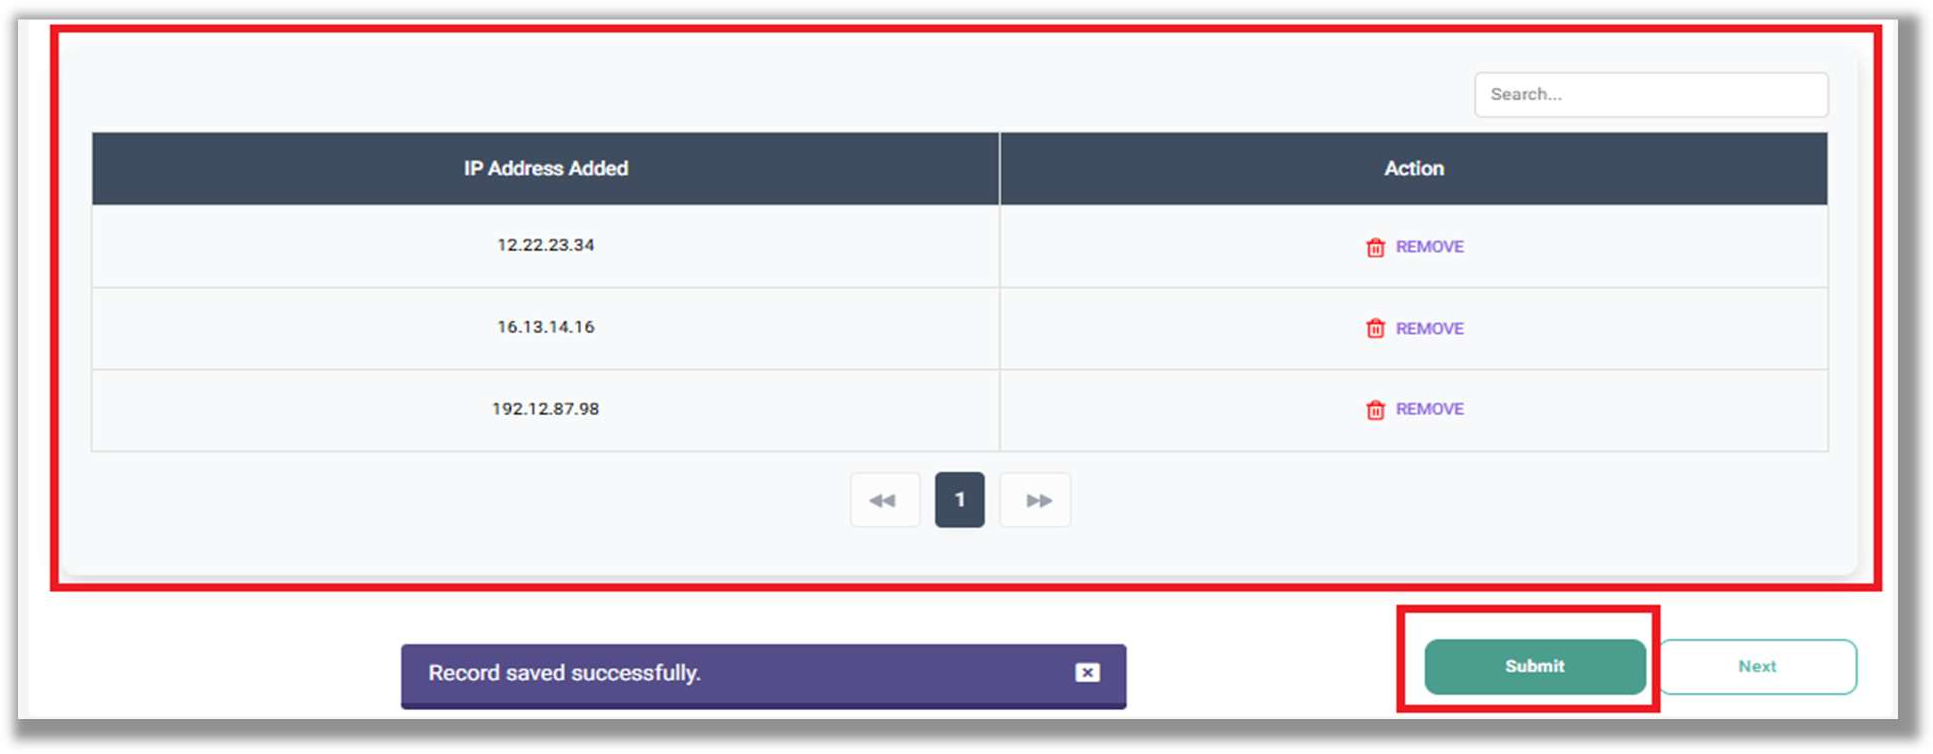 Search...
IP Address Added Action
12.22.23.34 REMOVE
16.13.14.16 REMOVE
192.12.87.98 REMOVE
1
Record saved successfully.
Submit Next